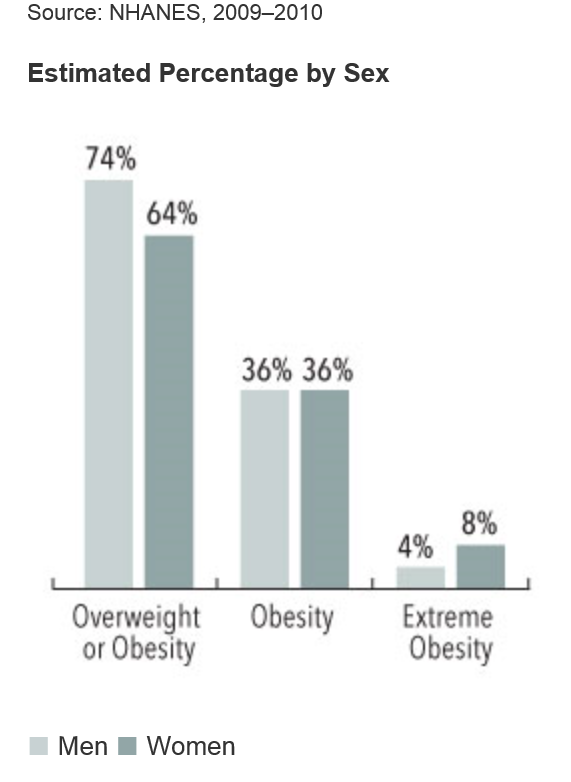 Source: NHANES, 2009–2010
Estimated Percentage by Sex
74%
64%
36% 36%
4%
8%
Overweight
or Obesity
Obesity
Extreme
Obesity
Men Women